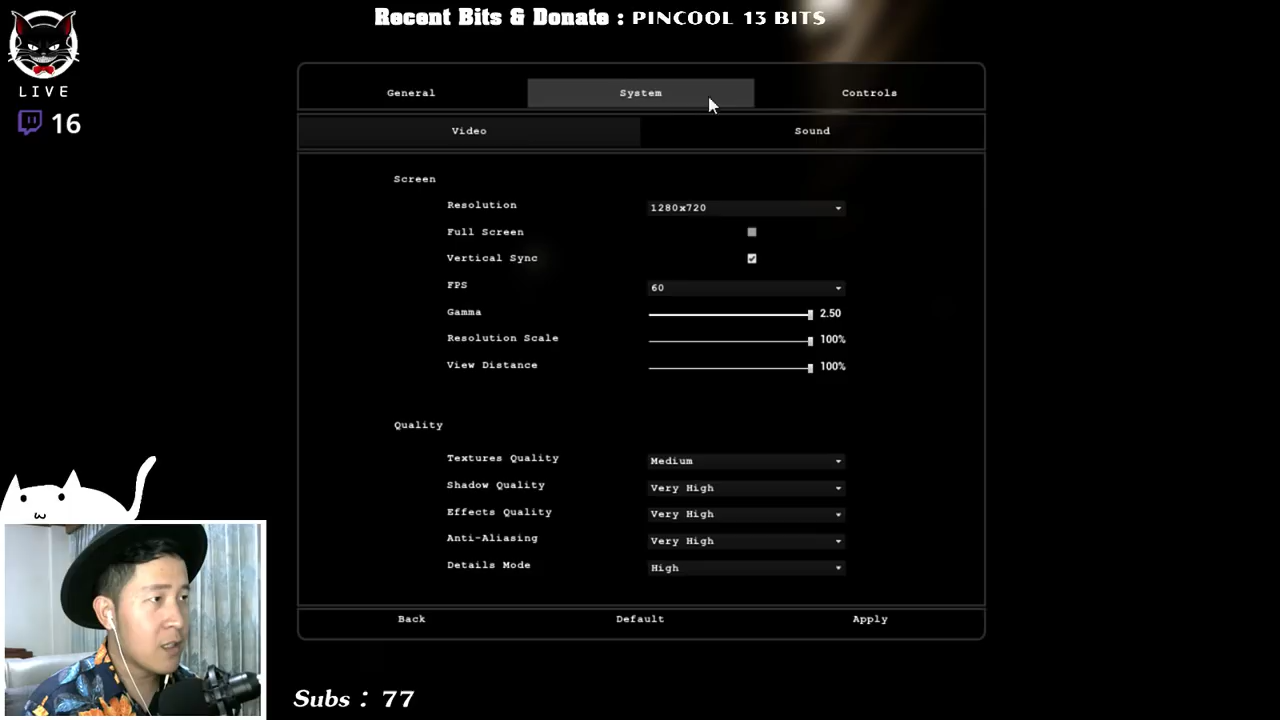 Recent Bits & Donate : PINCOOL 13 BITS
LIVE
16
General System Controls
Video Sound
Screen
Resolution 1280x720
Full Screen
Vertical Sync
FPS 60
Gamma 2.50
Resolution Scale 100%
View Distance 100%
Quality
Textures Quality Medium
Shadow Quality Very High
Effects Quality Very High
Anti-Aliasing Very High
Details Mode High
Back Default Apply
Subs : 77